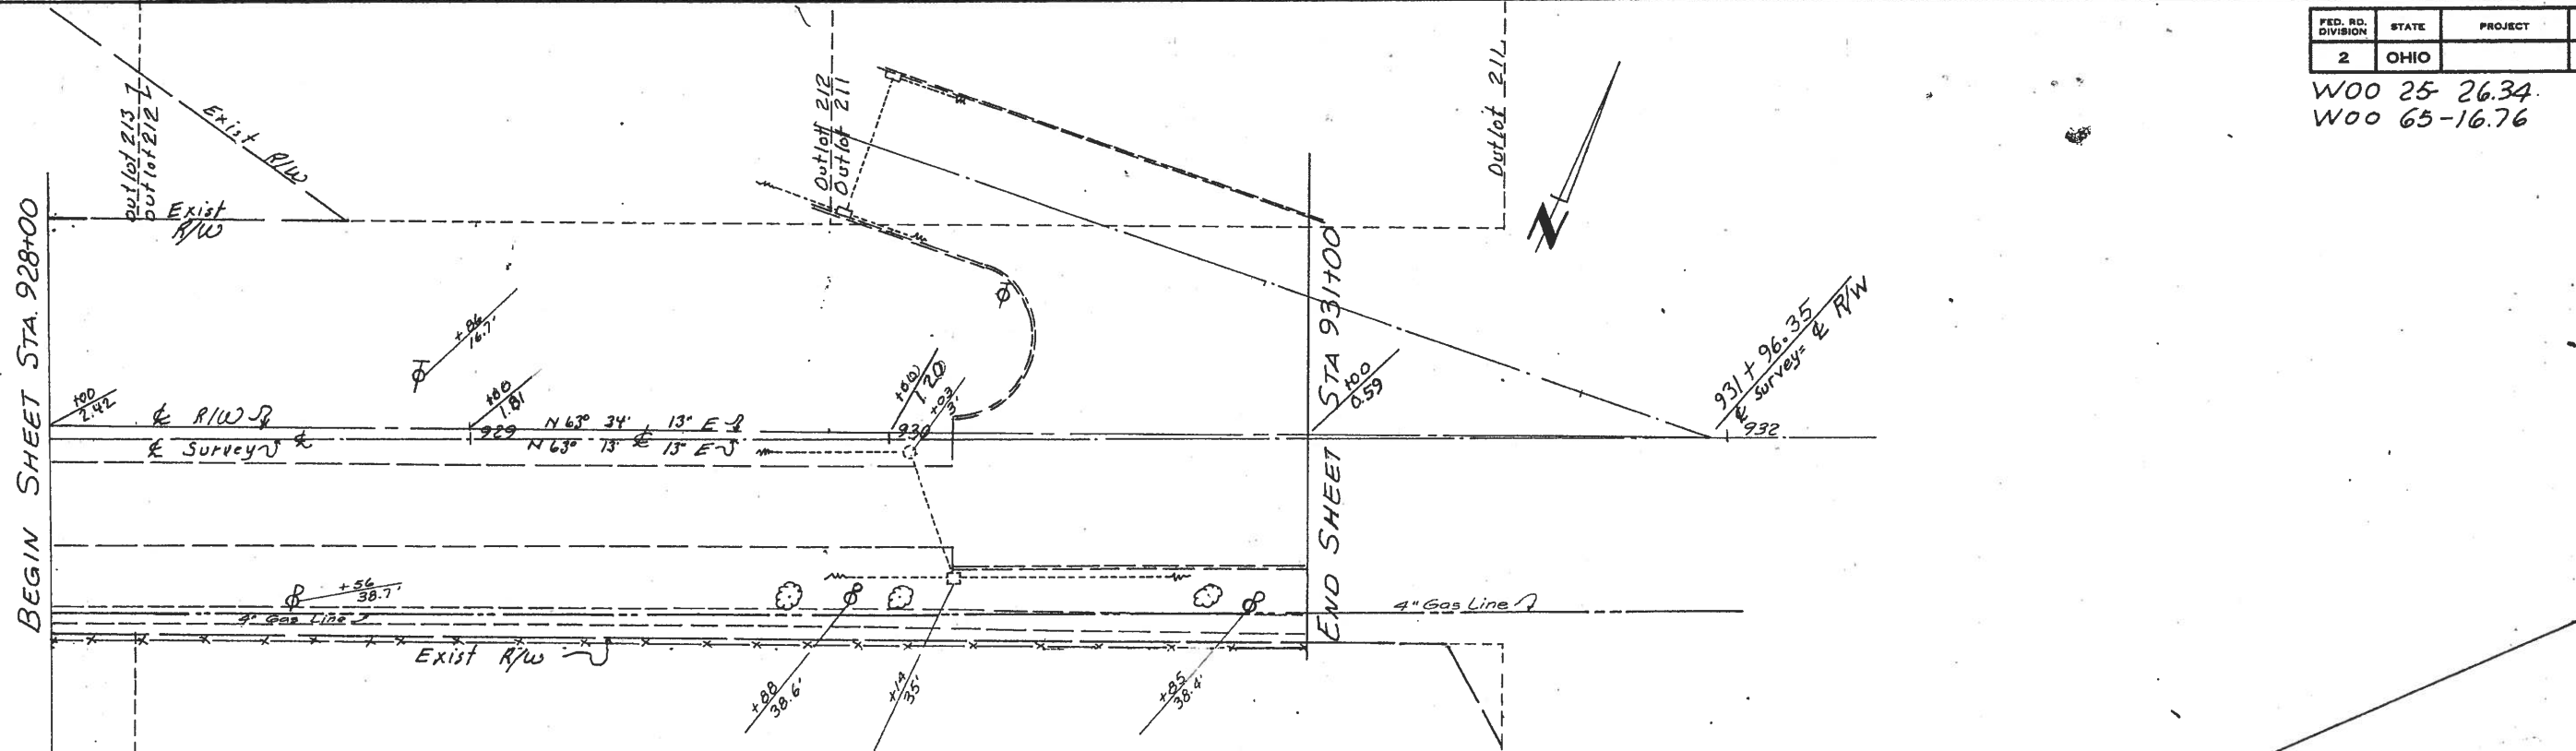 FED. RD. DIVISION STATE PROJECT
2 OHIO
WOO 25- 26.34
WOO 65-16.76
BEGIN SHEET STA. 928+00
outlot 213
outlot 212
Exist R/W
Exist
R/W
Outlot 212
Outlot 211
Outlot 211
N
+86
16.7'
+00
2.42
+00
1.81
1.20
+03
3'
+00
0.59
℄ R/W
929
N 63° 34' 13" E
930
℄ Survey ℄
N 63° 13' ℄ 13" E
END SHEET STA 931+00
931+96.35
℄ Survey= ℄ R/W
932
+56
38.7'
4" Gas Line
4" Gas Line
Exist R/W
+88
38.6'
+14
35'
+85
38.4'